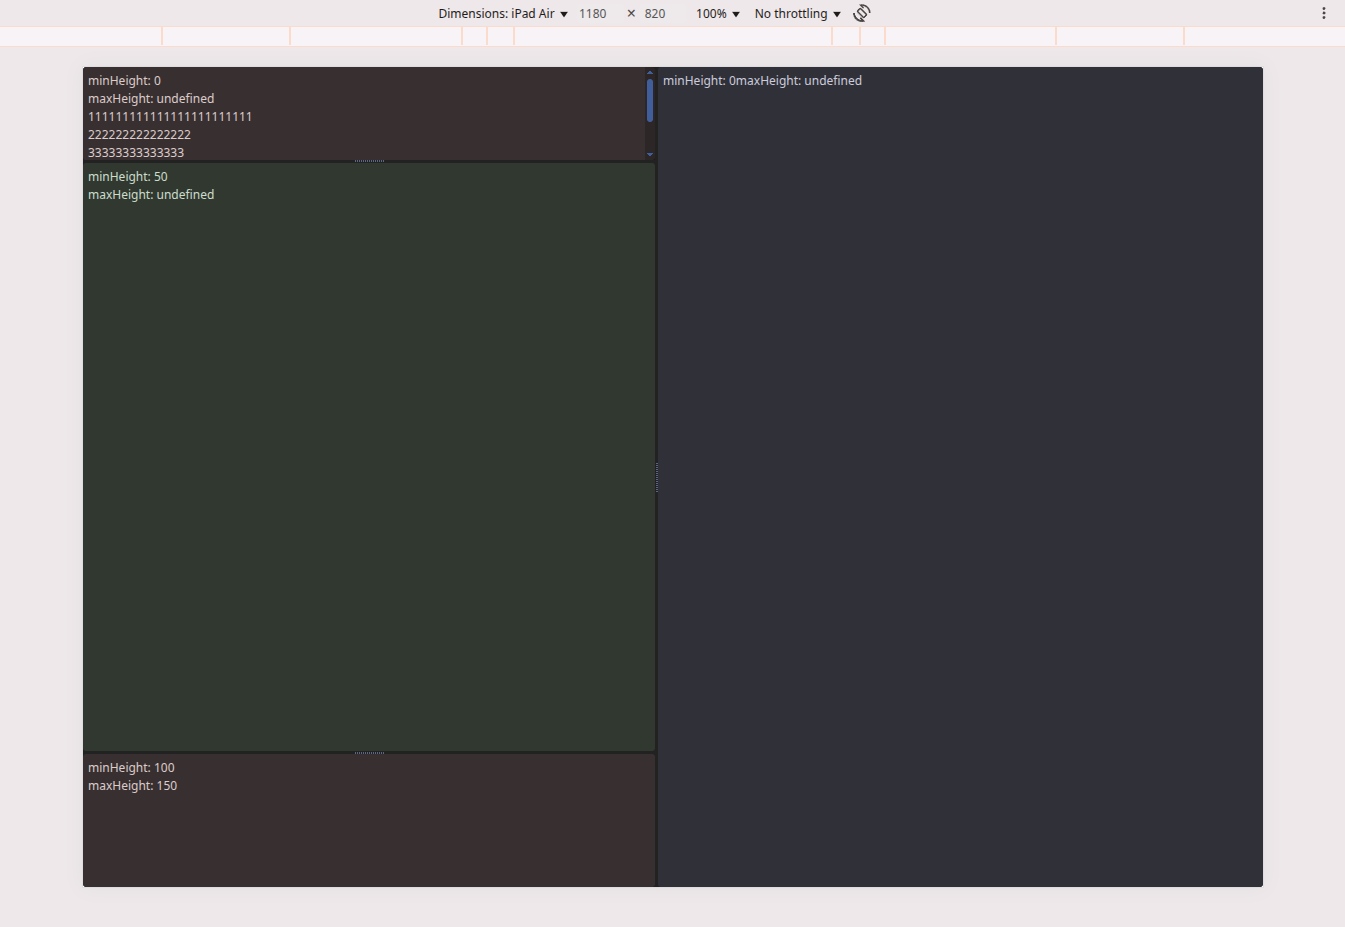 Dimensions: iPad Air ▼ 1180 × 820 100% ▼ No throttling ▼
minHeight: 0
maxHeight: undefined
111111111111111111111111
222222222222222
33333333333333
minHeight: 50
maxHeight: undefined
minHeight: 100
maxHeight: 150
minHeight: 0maxHeight: undefined